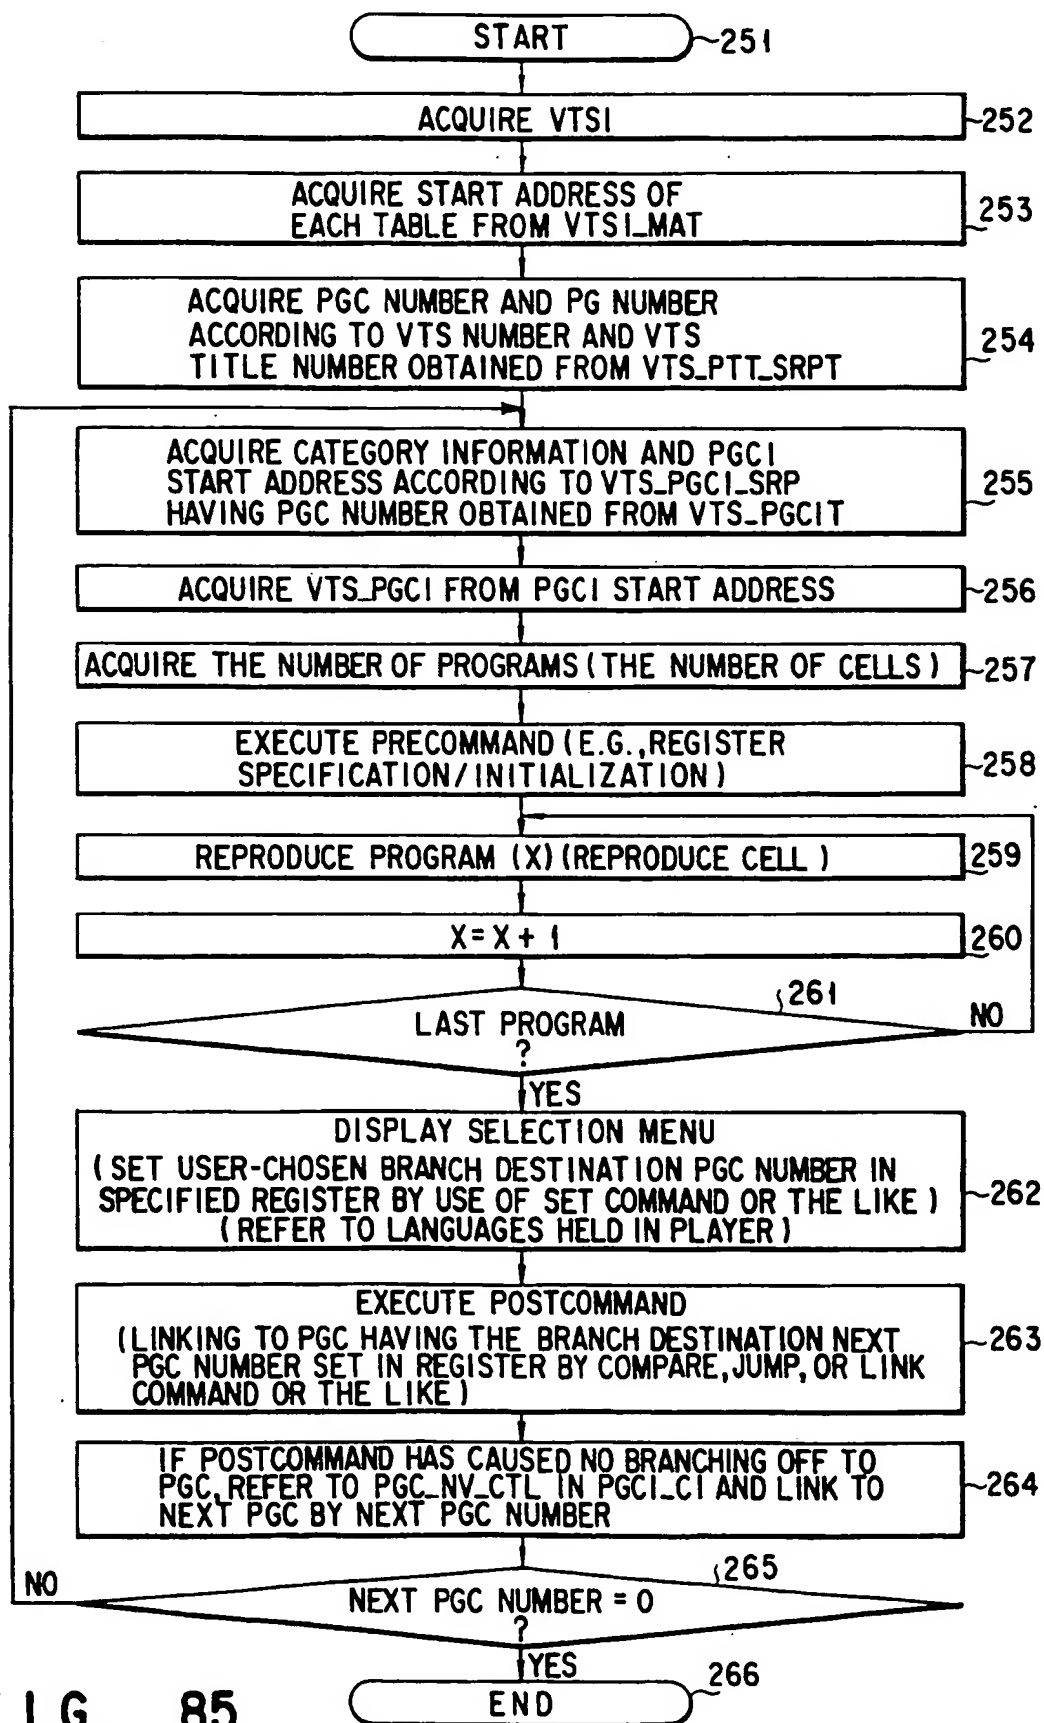 START
251
ACQUIRE VTSI
252
ACQUIRE START ADDRESS OF
EACH TABLE FROM VTSI_MAT
253
ACQUIRE PGC NUMBER AND PG NUMBER
ACCORDING TO VTS NUMBER AND VTS
TITLE NUMBER OBTAINED FROM VTS_PTT_SRPT
254
ACQUIRE CATEGORY INFORMATION AND PGCI
START ADDRESS ACCORDING TO VTS_PGCI_SRP
HAVING PGC NUMBER OBTAINED FROM VTS_PGCIT
255
ACQUIRE VTS_PGCI FROM PGCI START ADDRESS
256
ACQUIRE THE NUMBER OF PROGRAMS (THE NUMBER OF CELLS)
257
EXECUTE PRECOMMAND (E.G., REGISTER
SPECIFICATION/INITIALIZATION)
258
REPRODUCE PROGRAM (X) (REPRODUCE CELL)
259
X=X+1
260
261
LAST PROGRAM
?
NO
YES
DISPLAY SELECTION MENU
(SET USER-CHOSEN BRANCH DESTINATION PGC NUMBER IN
SPECIFIED REGISTER BY USE OF SET COMMAND OR THE LIKE)
(REFER TO LANGUAGES HELD IN PLAYER)
262
EXECUTE POSTCOMMAND
(LINKING TO PGC HAVING THE BRANCH DESTINATION NEXT
PGC NUMBER SET IN REGISTER BY COMPARE, JUMP, OR LINK
COMMAND OR THE LIKE)
263
IF POSTCOMMAND HAS CAUSED NO BRANCHING OFF TO
PGC, REFER TO PGC_NV_CTL IN PGCI_CI AND LINK TO
NEXT PGC BY NEXT PGC NUMBER
264
265
NO
NEXT PGC NUMBER = 0
?
YES
266
END
IG. 85